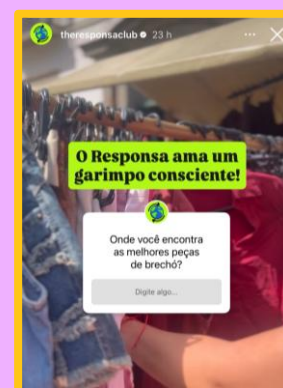 theresponsaclub 23 h
O Responsa ama um
garimpo consciente!
Onde você encontra
as melhores peças
de brechó?
Digite algo...